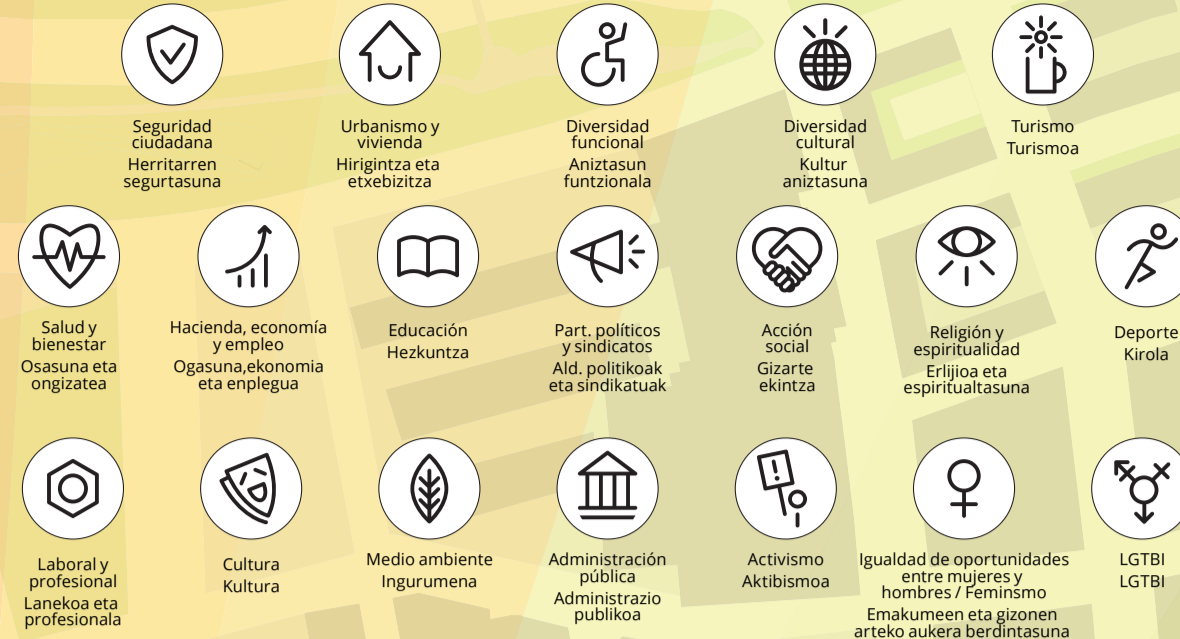 Seguridad
ciudadana
Herritarren
segurtasuna
Urbanismo y
vivienda
Hirigintza eta
etxebizitza
Diversidad
funcional
Aniztasun
funtzionala
Diversidad
cultural
Kultur
aniztasuna
Turismo
Turismoa
Salud y
bienestar
Osasuna eta
ongizatea
Hacienda, economía
y empleo
Ogasuna,ekonomia
eta enplegua
Educación
Hezkuntza
Part. políticos
y sindicatos
Ald. politikoak
eta sindikatuak
Acción
social
Gizarte
ekintza
Religión y
espiritualidad
Erlijioa eta
espiritualtasuna
Deporte
Kirola
Laboral y
profesional
Lanekoa eta
profesionala
Cultura
Kultura
Medio ambiente
Ingurumena
Administración
pública
Administrazio
publikoa
Activismo
Aktibismoa
Igualdad de oportunidades
entre mujeres y
hombres / Feminsmo
Emakumeen eta gizonen
arteko aukera berdintasuna
LGTBI
LGTBI